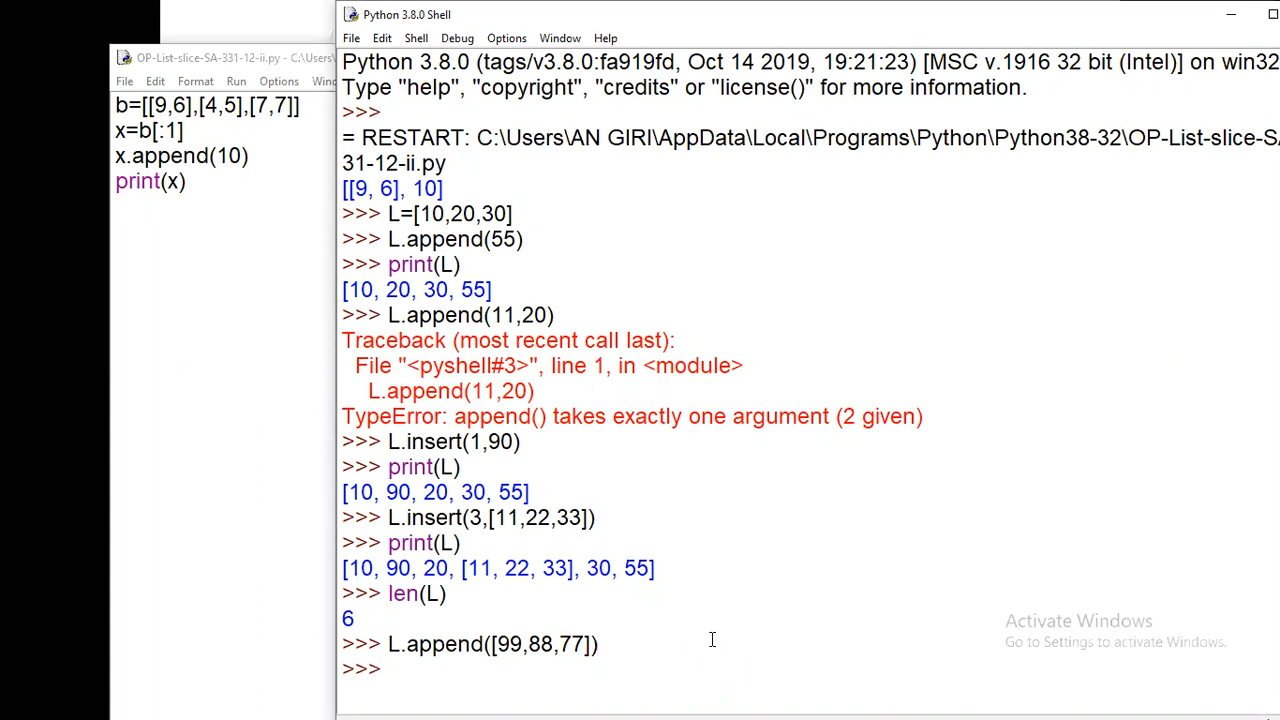 OP-List-slice-SA-331-12-ii.py - C:\Users\
File Edit Format Run Options
b=[[9,6],[4,5],[7,7]]
x=b[:1]
x.append(10)
print(x)
Python 3.8.0 Shell
File Edit Shell Debug Options Window Help
Python 3.8.0 (tags/v3.8.0:fa919fd, Oct 14 2019, 19:21:23) [MSC v.1916 32 bit (Intel)] on win32
Type "help", "copyright", "credits" or "license()" for more information.
>>>
= RESTART: C:\Users\AN GIRI\AppData\Local\Programs\Python\Python38-32\OP-List-slice-SA
31-12-ii.py
[[9, 6], 10]
>>> L=[10,20,30]
>>> L.append(55)
>>> print(L)
[10, 20, 30, 55]
>>> L.append(11,20)
Traceback (most recent call last):
File "<pyshell#3>", line 1, in <module>
L.append(11,20)
TypeError: append() takes exactly one argument (2 given)
>>> L.insert(1,90)
>>> print(L)
[10, 90, 20, 30, 55]
>>> L.insert(3,[11,22,33])
>>> print(L)
[10, 90, 20, [11, 22, 33], 30, 55]
>>> len(L)
6
>>> L.append([99,88,77])
>>>
Activate Windows
Go to Settings to activate Windows.